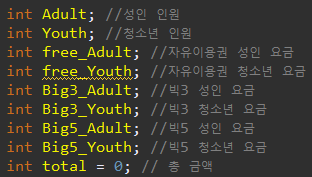 int Adult; //성인 인원
int Youth; //청소년 인원
int free_Adult; //자유이용권 성인 요금
int free_Youth; //자유이용권 청소년 요금
int Big3_Adult; //빅3 성인 요금
int Big3_Youth; //빅3 청소년 요금
int Big5_Adult; //빅5 성인 요금
int Big5_Youth; //빅5 청소년 요금
int total = 0; // 총 금액